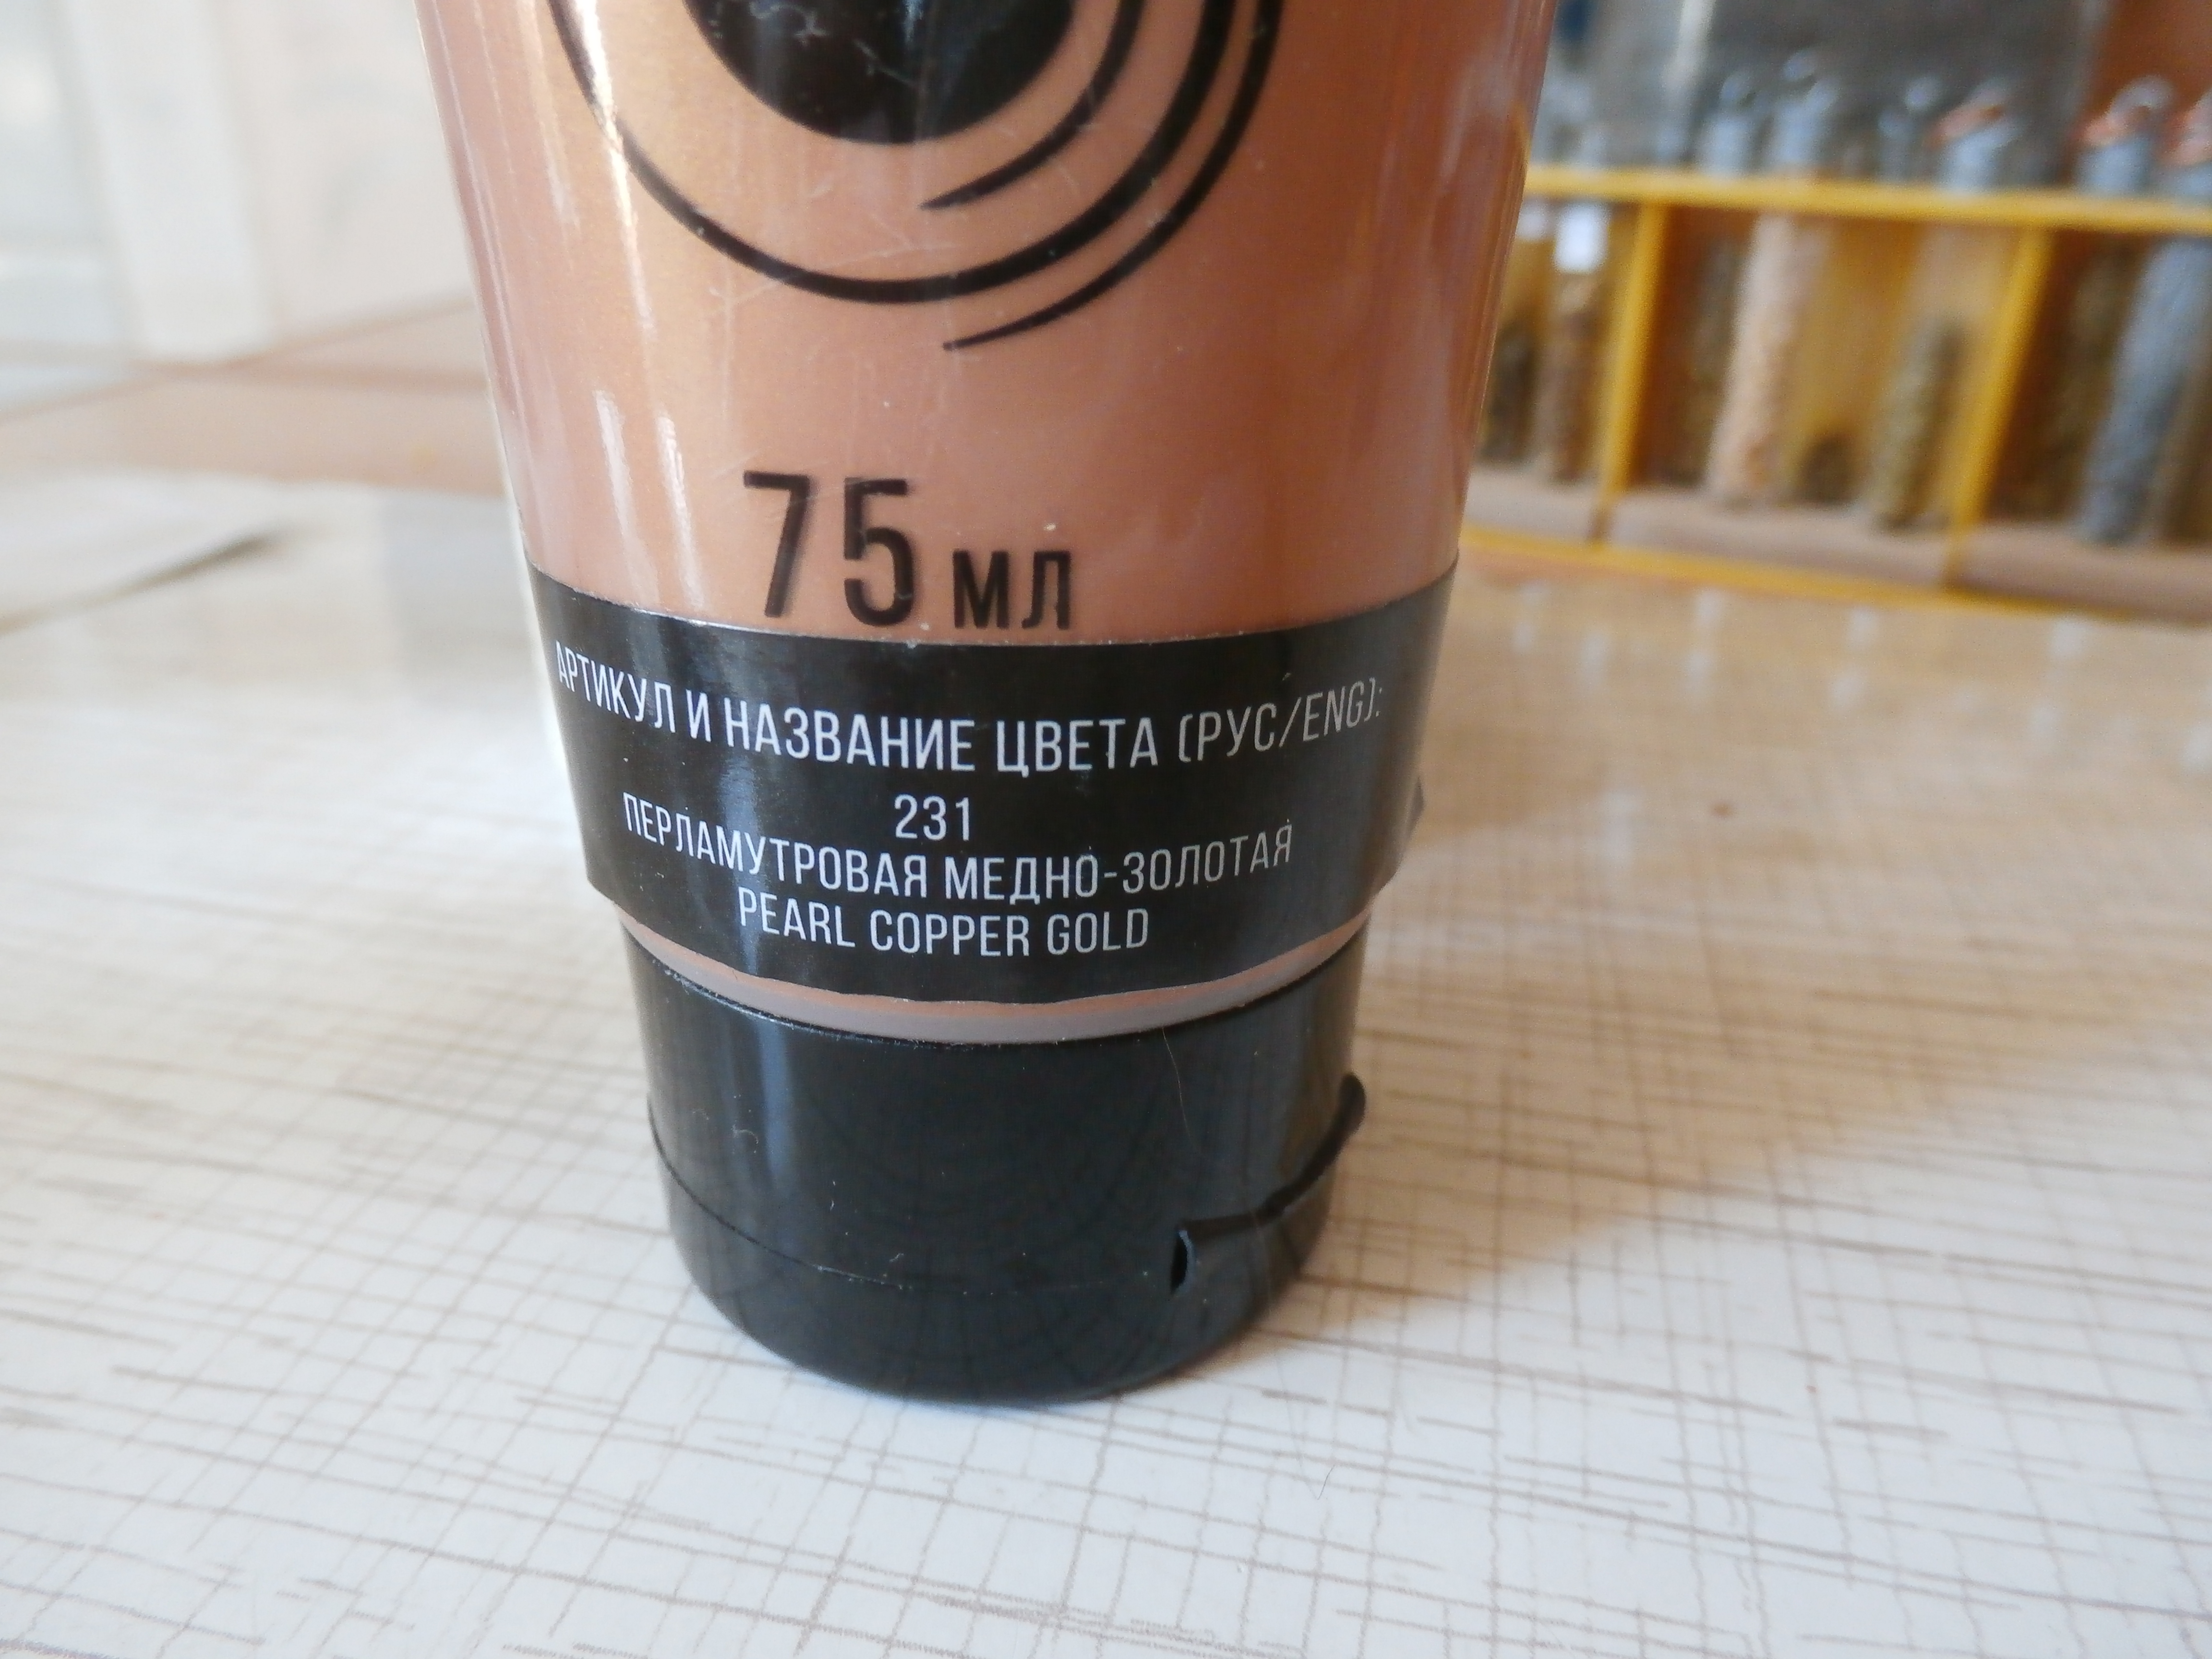 75 МЛ
АРТИКУЛ И НАЗВАНИЕ ЦВЕТА (РУС/ENG):
231
ПЕРЛАМУТРОВАЯ МЕДНО-ЗОЛОТАЯ
PEARL COPPER GOLD